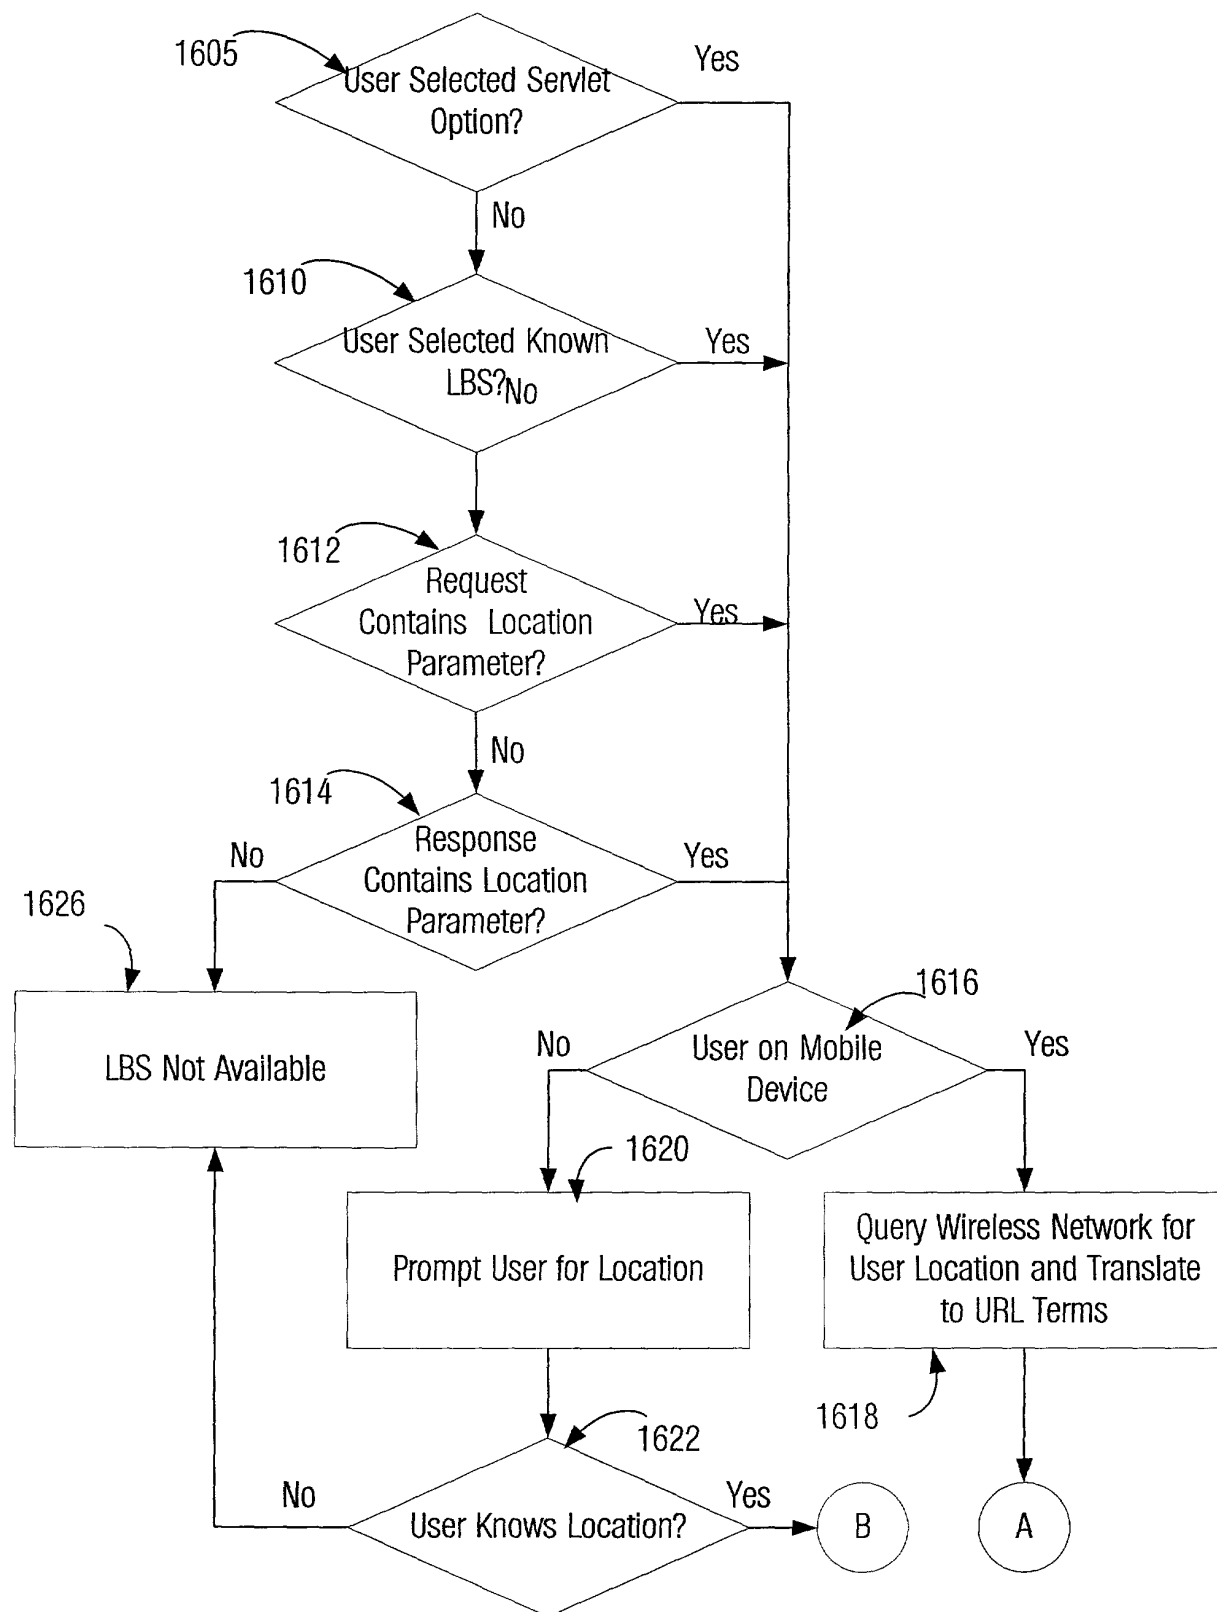 1605
User Selected Servlet
Option?
Yes
No
1610
User Selected Known
LBS?
No
Yes
1612
Request
Contains Location
Parameter?
Yes
No
1614
Response
Contains Location
Parameter?
No
Yes
1626
LBS Not Available
1616
User on Mobile
Device
No
Yes
1620
Prompt User for Location
Query Wireless Network for
User Location and Translate
to URL Terms
1618
1622
User Knows Location?
No
Yes
B
A